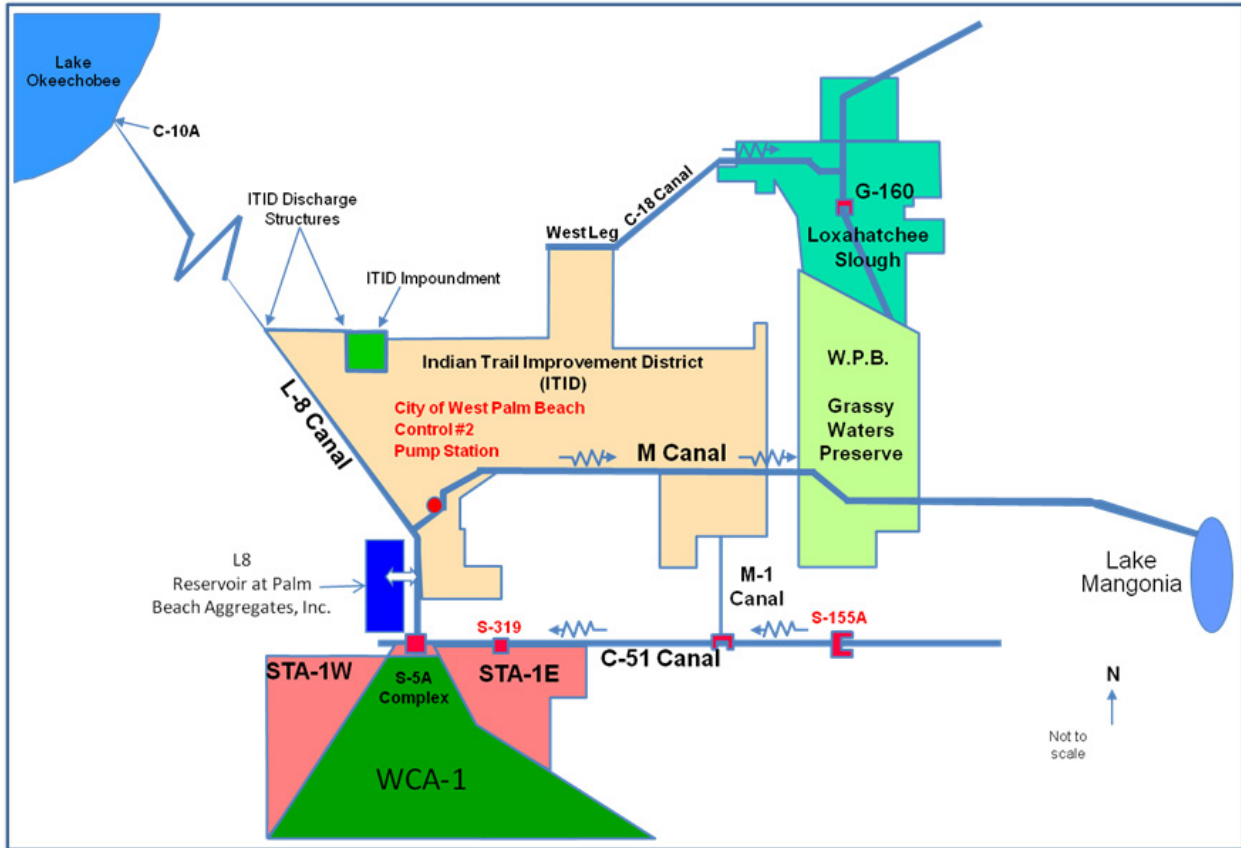 Lake
Okeechobee
C-10A
ITID Discharge
Structures
ITID Impoundment
West Leg
C-18 Canal
G-160
Loxahatchee
Slough
L-8 Canal
Indian Trail Improvement District
(ITID)
City of West Palm Beach
Control #2
Pump Station
M Canal
W.P.B.
Grassy
Waters
Preserve
L8
Reservoir at Palm
Beach Aggregates, Inc.
M-1
Canal
Lake
Mangonia
S-319
S-155A
C-51 Canal
STA-1W
S-5A
Complex
STA-1E
WCA-1
N
Not to
scale